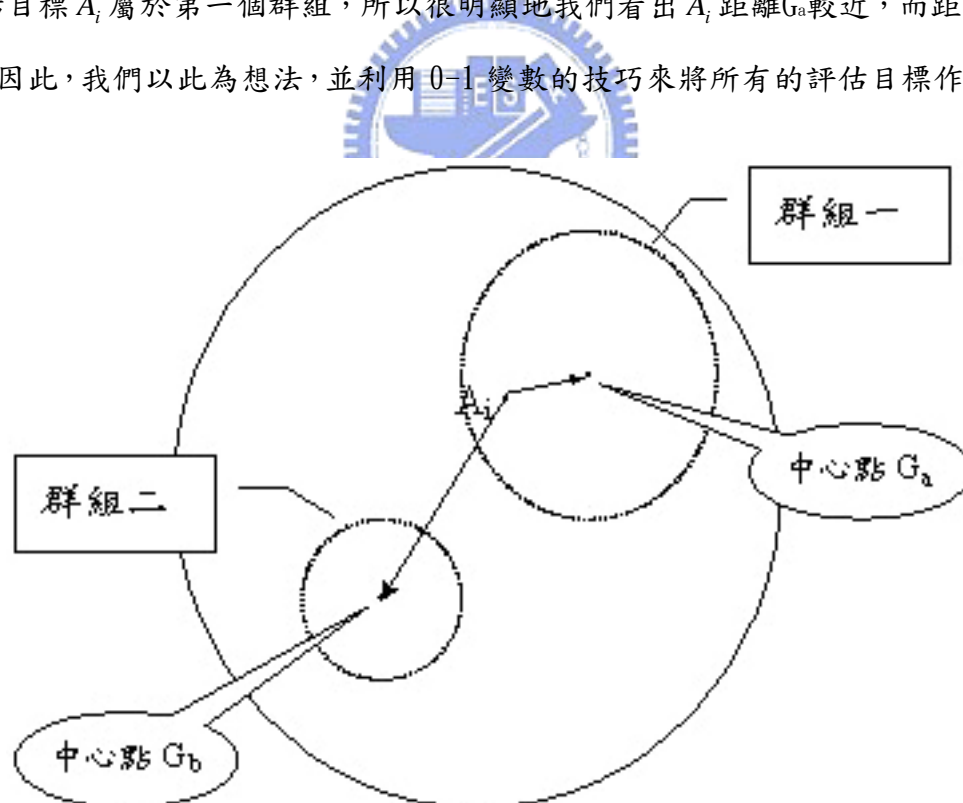 目標 Ai 屬於第一個群組,所以很明顯地我們看出 Ai 距離Ga較近,而距
因此,我們以此為想法,並利用 0-1 變數的技巧來將所有的評估目標作
ES
群組一
Ai
中心點 Ga
群組二
中心點 Gb